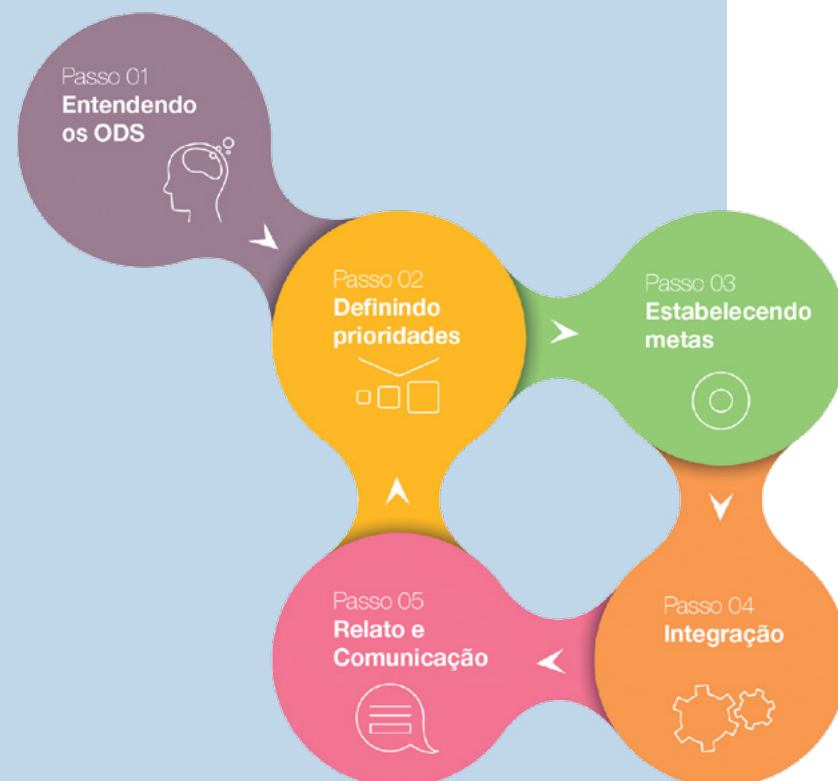 Passo 01
Entendendo
os ODS
Passo 02
Definindo
prioridades
Passo 03
Estabelecendo
metas
Passo 04
Integração
Passo 05
Relato e
Comunicação